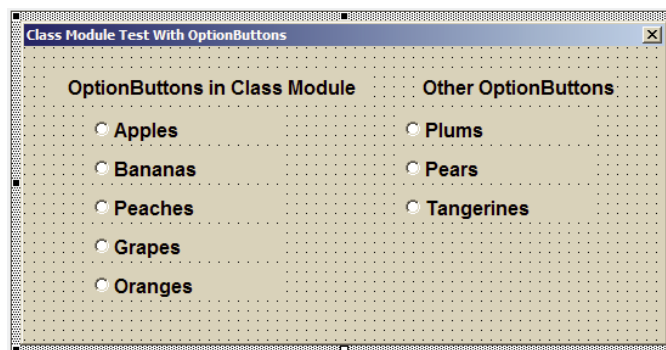 Class Module Test With OptionButtons
OptionButtons in Class Module
Other OptionButtons
Apples
Plums
Bananas
Pears
Peaches
Tangerines
Grapes
Oranges